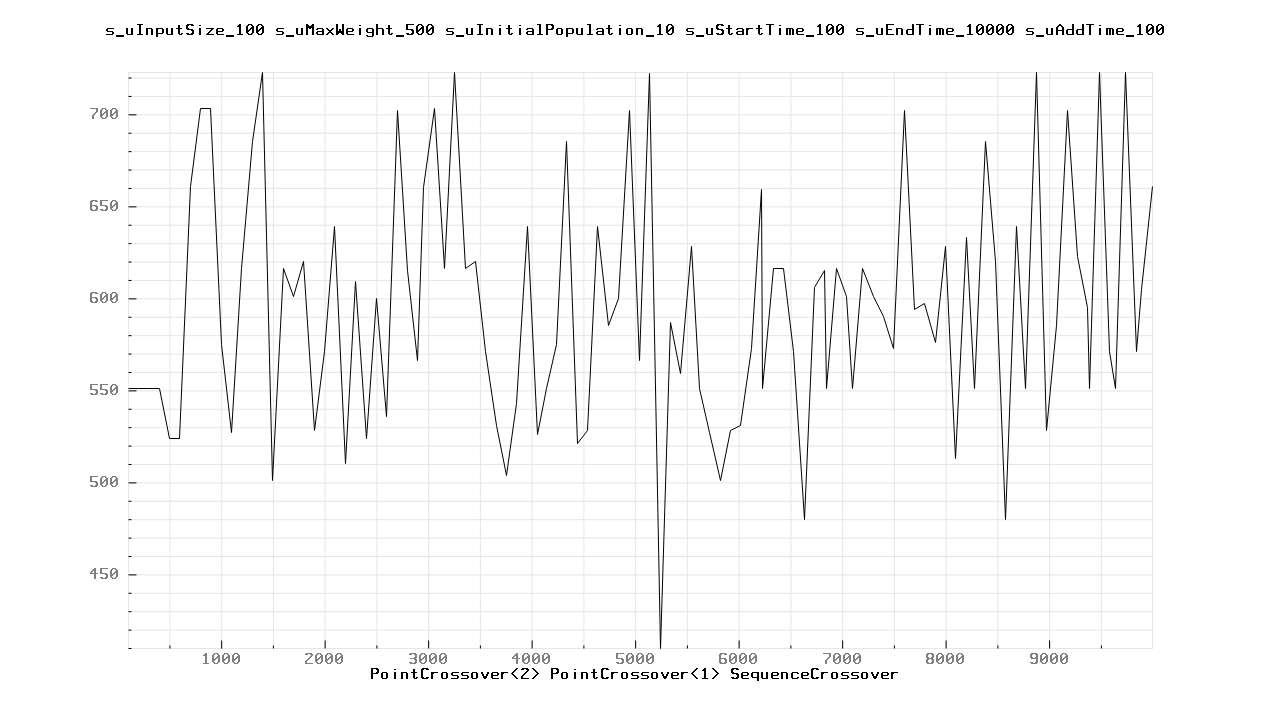 s_uInputSize_100 s_uMaxWeight_500 s_uInitialPopulation_10 s_uStartTime_100 s_uEndTime_10000 s_uAddTime_100
700
650
600
550
500
450
1000 2000 3000 4000 5000 6000 7000 8000 9000
PointCrossover<2> PointCrossover<1> SequenceCrossover